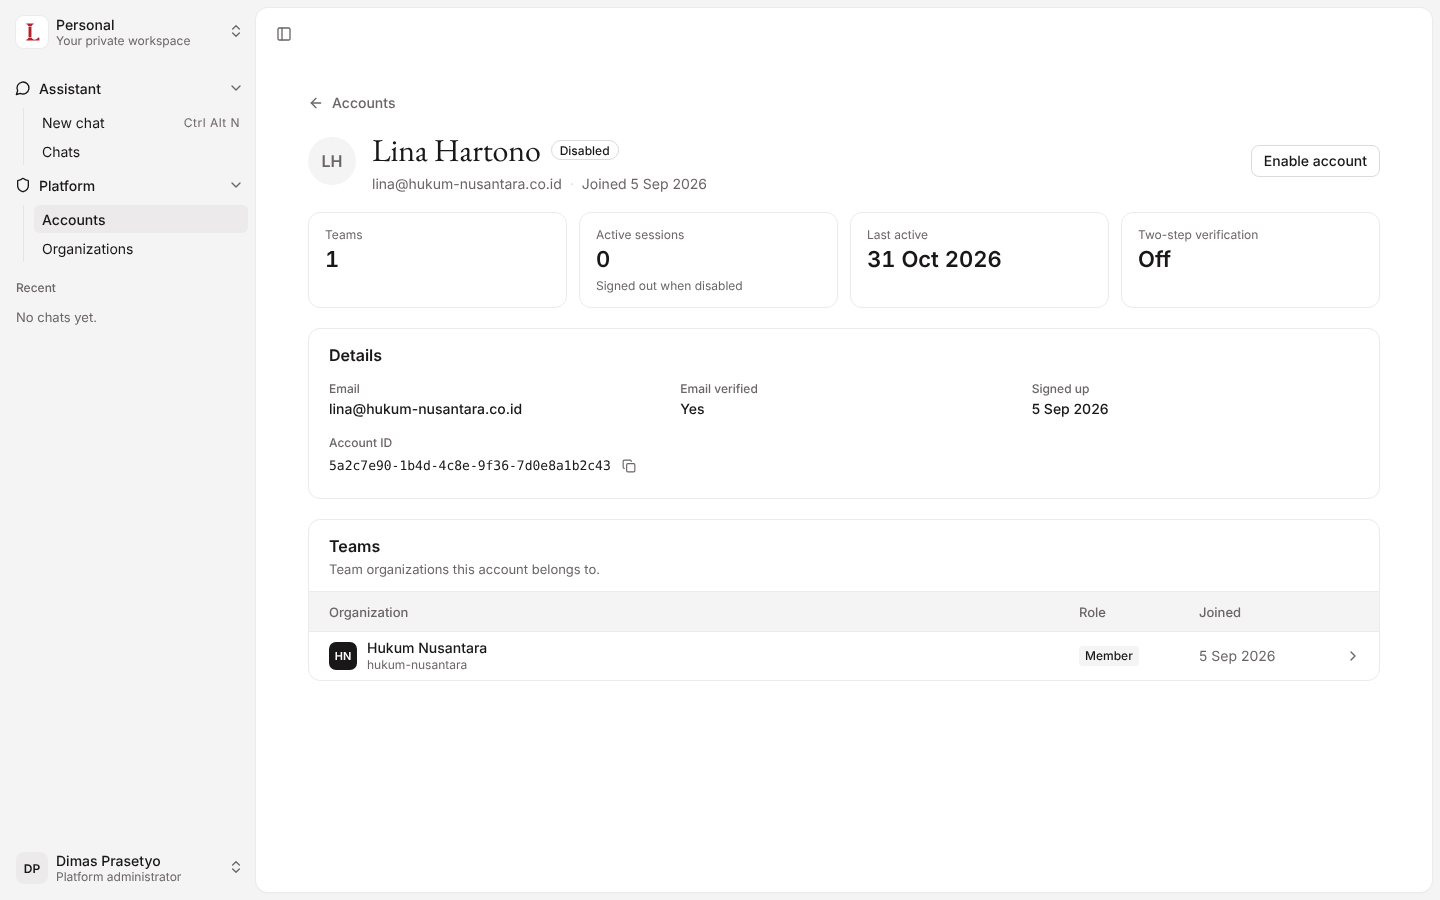 L
Personal
Your private workspace
Assistant
New chat
Ctrl Alt N
Chats
Platform
Accounts
Organizations
Recent
No chats yet.
DP
Dimas Prasetyo
Platform administrator
Accounts
LH
Lina Hartono
Disabled
lina@hukum-nusantara.co.id · Joined 5 Sep 2026
Enable account
Teams
1
Active sessions
0
Signed out when disabled
Last active
31 Oct 2026
Two-step verification
Off
Details
Email
lina@hukum-nusantara.co.id
Email verified
Yes
Signed up
5 Sep 2026
Account ID
5a2c7e90-1b4d-4c8e-9f36-7d0e8a1b2c43
Teams
Team organizations this account belongs to.
Organization Role Joined
HN
Hukum Nusantara
hukum-nusantara
Member
5 Sep 2026